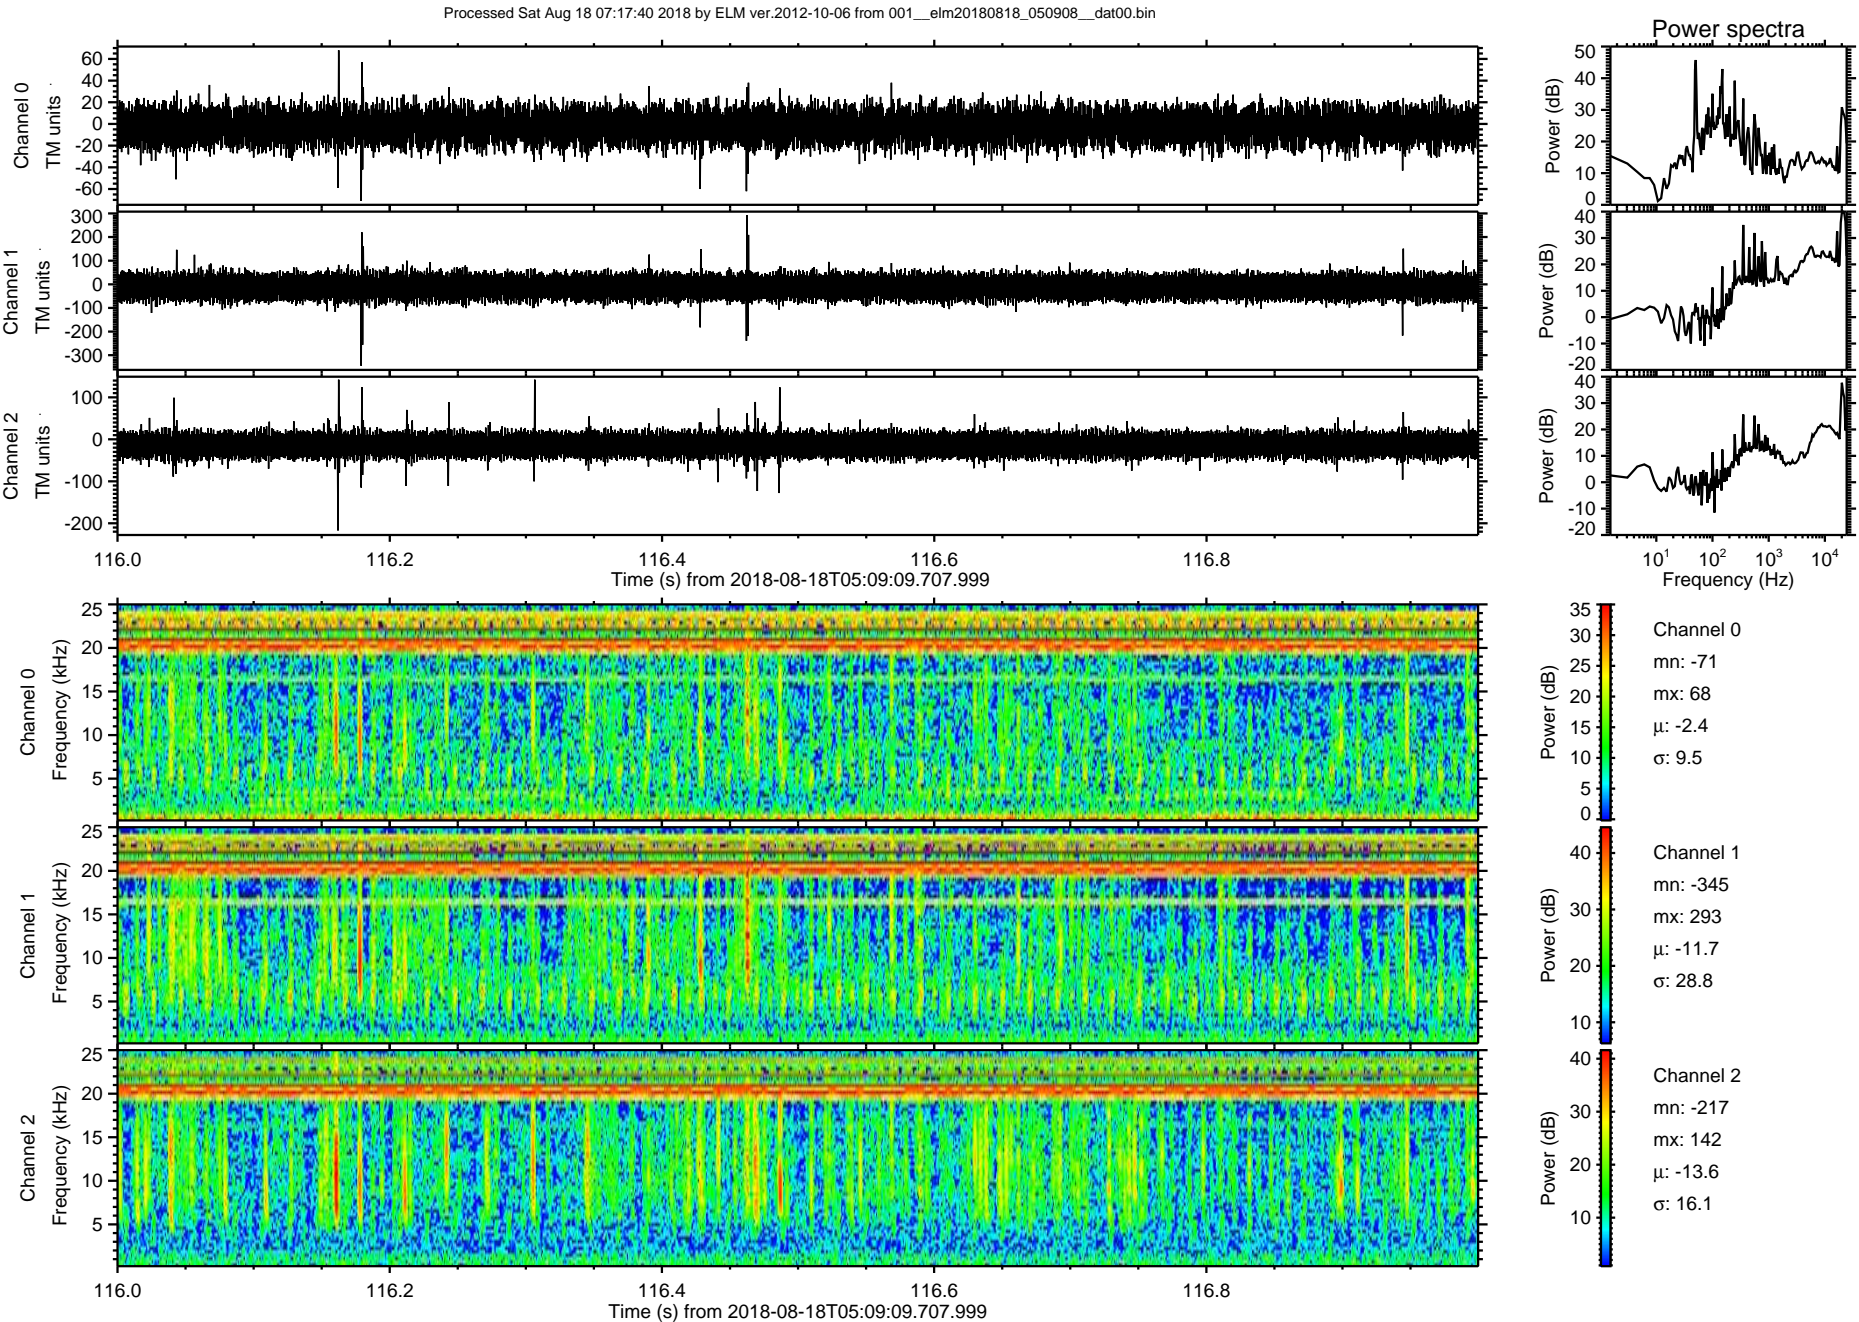 Processed Sat Aug 18 07:17:40 2018 by ELM ver.2012-10-06 from 001__elm20180818_050908__dat00.bin
Power spectra
Channel 0
TM units
60
40
20
0
-20
-40
-60
Power (dB)
50
40
30
20
10
0
Channel 1
TM units
300
200
100
0
-100
-200
-300
Power (dB)
40
30
20
10
0
-10
-20
Channel 2
TM units
100
0
-100
-200
Power (dB)
40
30
20
10
0
-10
-20
116.0 116.2 116.4 116.6 116.8
Time (s) from 2018-08-18T05:09:09.707.999
10^1 10^2 10^3 10^4
Frequency (Hz)
Channel 0
Frequency (kHz)
25
20
15
10
5
Power (dB)
35
30
25
20
15
10
5
0
Channel 0
mn: -71
mx: 68
µ: -2.4
σ: 9.5
Channel 1
Frequency (kHz)
25
20
15
10
5
Power (dB)
40
30
20
10
Channel 1
mn: -345
mx: 293
µ: -11.7
σ: 28.8
Channel 2
Frequency (kHz)
25
20
15
10
5
Power (dB)
40
30
20
10
Channel 2
mn: -217
mx: 142
µ: -13.6
σ: 16.1
116.0 116.2 116.4 116.6 116.8
Time (s) from 2018-08-18T05:09:09.707.999